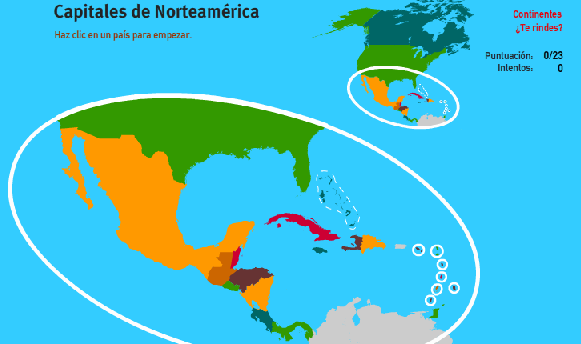 Capitales de Norteamérica
Haz clic en un país para empezar.
Continentes
¿Te rindes?
Puntuación: 0/23
Intentos: 0